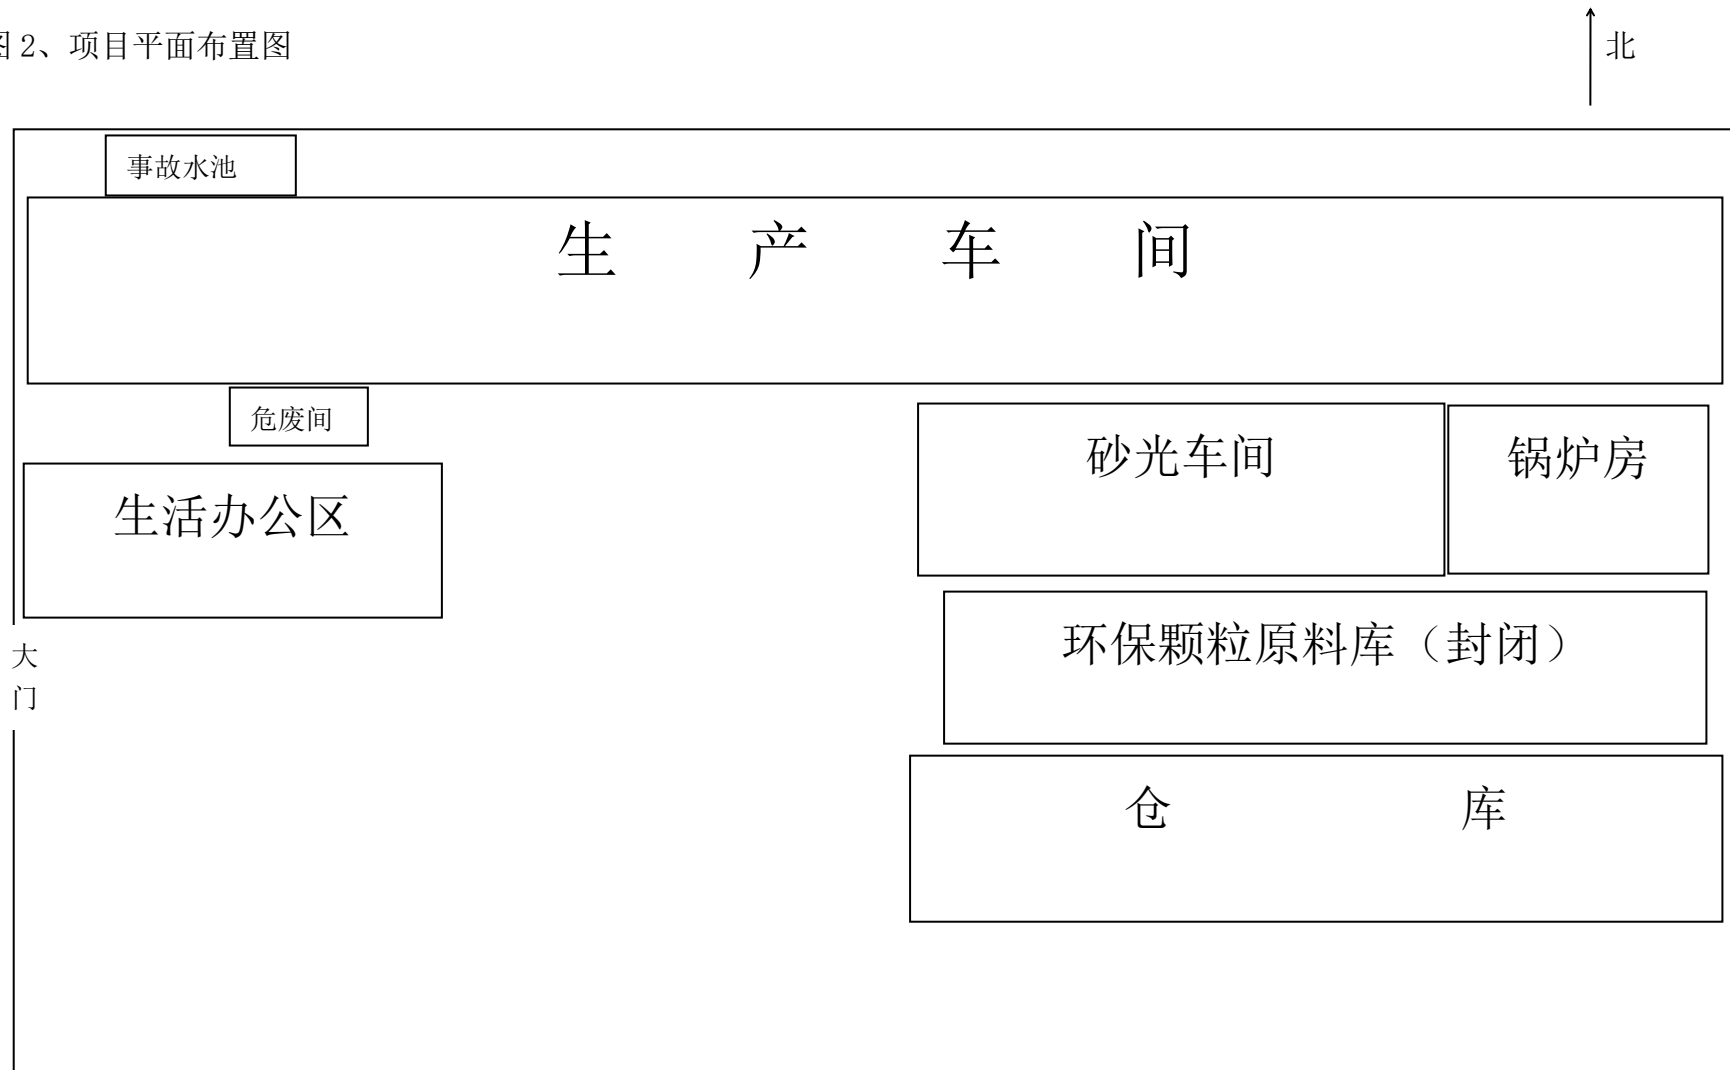 图 2、项目平面布置图
北
事故水池
生 产 车 间
危废间
砂光车间
锅炉房
生活办公区
环保颗粒原料库（封闭）
大
门
仓 库